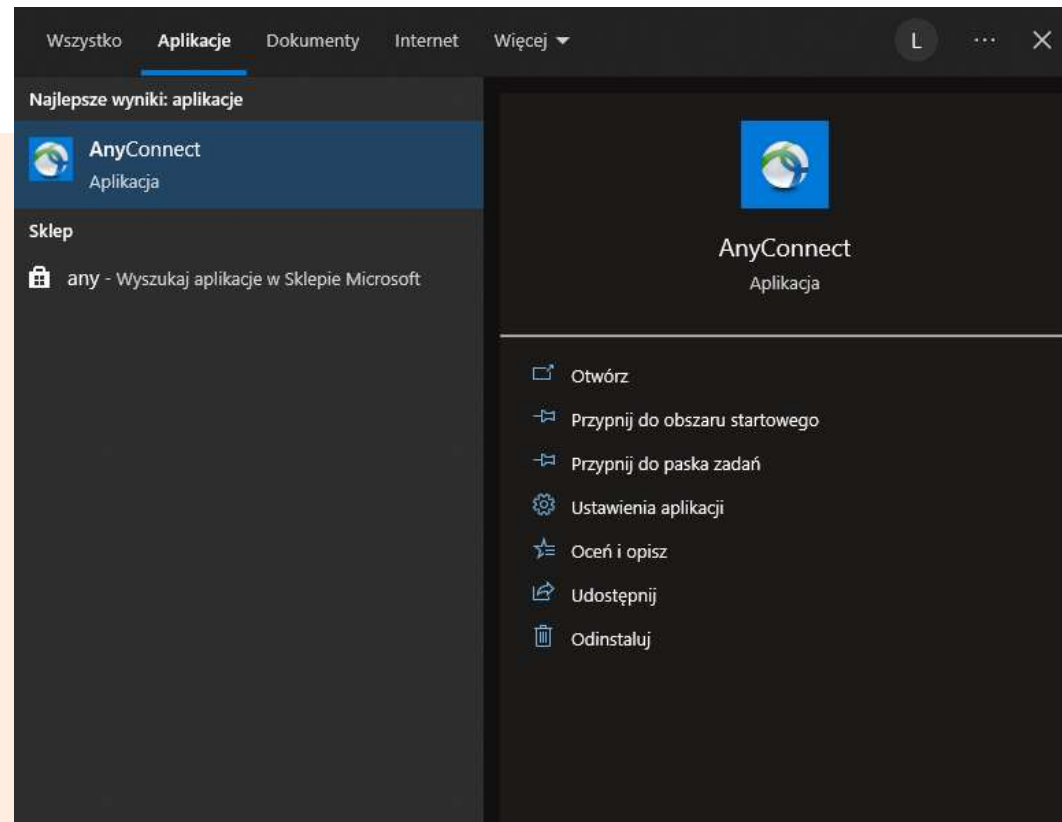 Wszystko Aplikacje Dokumenty Internet Więcej L ...
Najlepsze wyniki: aplikacje
AnyConnect
Aplikacja
Sklep
any - Wyszukaj aplikacje w Sklepie Microsoft
AnyConnect
Aplikacja
Otwórz
Przypnij do obszaru startowego
Przypnij do paska zadań
Ustawienia aplikacji
Oceń i opisz
Udostępnij
Odinstaluj